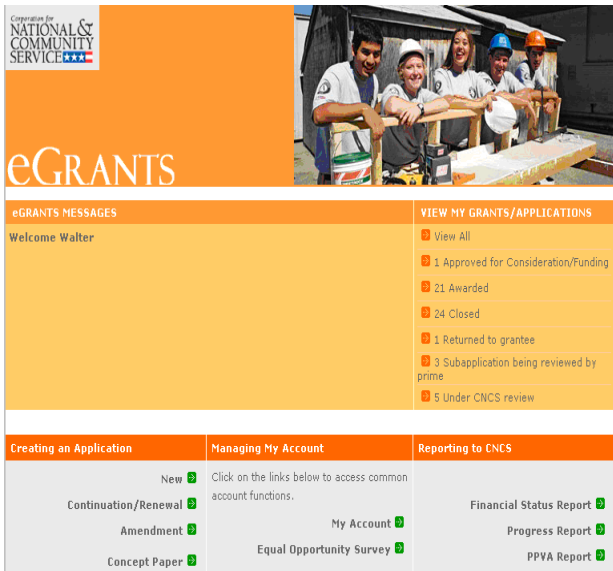 Corporation for
NATIONAL &
COMMUNITY
SERVICE
eGRANTS
eGRANTS MESSAGES
Welcome Walter
VIEW MY GRANTS/APPLICATIONS
View All
1 Approved for Consideration/Funding
21 Awarded
24 Closed
1 Returned to grantee
3 Subapplication being reviewed by
prime
5 Under CNCS review
Creating an Application
New
Continuation/Renewal
Amendment
Concept Paper
Managing My Account
Click on the links below to access common
account functions.
My Account
Equal Opportunity Survey
Reporting to CNCS
Financial Status Report
Progress Report
PPVA Report